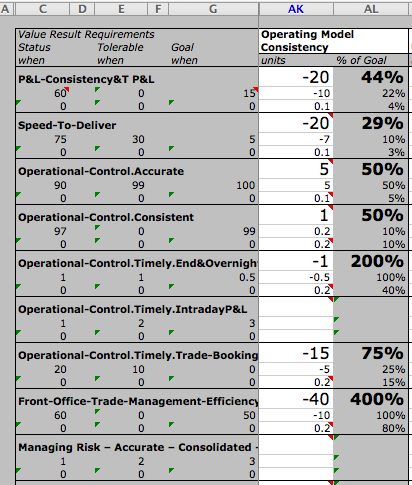 A C D E F G AK AL
Value Result Requirements Operating Model
Status Tolerable Goal Consistency
when when when units % of Goal
P&L-Consistency&T P&L -20 44%
60 0 15 -10 22%
0 0 0 0.1 4%
Speed-To-Deliver -20 29%
75 30 5 -7 10%
0 0 0 0.1 3%
Operational-Control.Accurate 5 50%
90 99 100 5 50%
0 0 0 0.1 5%
Operational-Control.Consistent 1 50%
97 0 99 0.2 10%
0 0 0 0.2 10%
Operational-Control.Timely.End&Overnigh -1 200%
1 1 0.5 -0.5 100%
0 0 0 0.2 40%
Operational-Control.Timely.IntradayP&L
1 2 3
0 0 0
Operational-Control.Timely.Trade-Booking -15 75%
20 10 0 -5 25%
0 0 0 0.2 15%
Front-Office-Trade-Management-Efficiency -40 400%
60 0 50 -10 100%
0 0 0 0.2 80%
Managing Risk – Accurate – Consolidated -
1 2 3
0 0 0